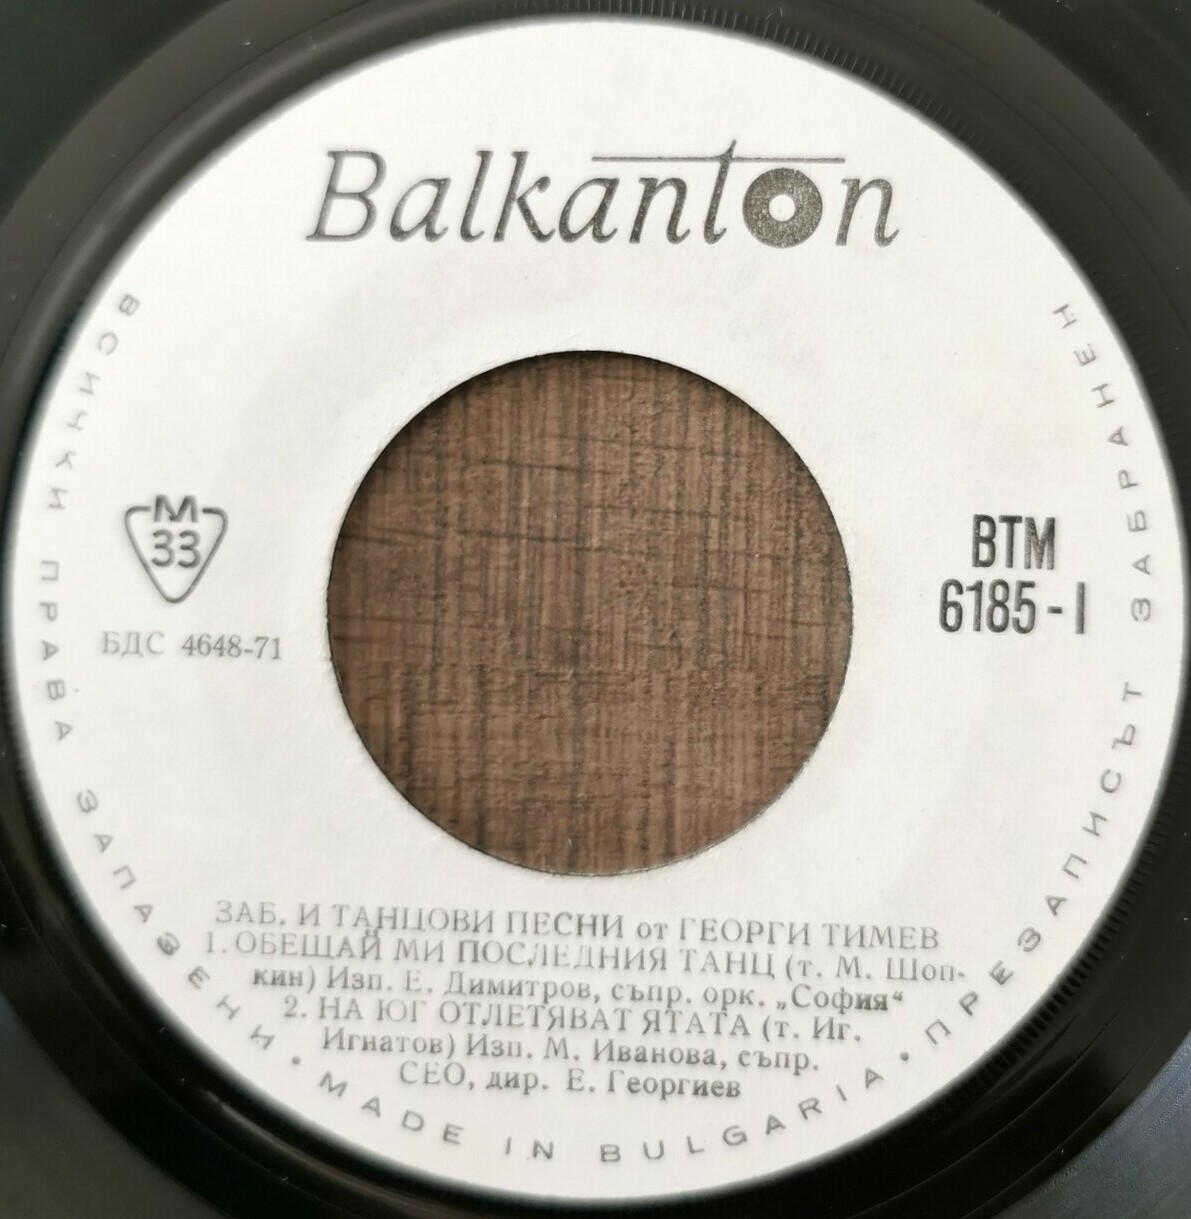 Balkanton
М
33
БДС 4648-71
ВТМ
6185-I
ЗАБ. И ТАНЦОВИ ПЕСНИ от ГЕОРГИ ТИМЕВ
1. ОБЕЩАЙ МИ ПОСЛЕДНИЯ ТАНЦ (т. М. Шоп-
кин) Изп. Е. Димитров, съпр. орк. „София“
2. НА ЮГ ОТЛЕТЯВАТ ЯТАТА (т. Иг.
Игнатов) Изп. М. Иванова, съпр.
СЕО, дир. Е. Георгиев
ВСИЧКИ ПРАВА ЗАПАЗЕНИ • MADE IN BULGARIA • ПРЕЗАПИСЪТ ЗАБРАНЕН